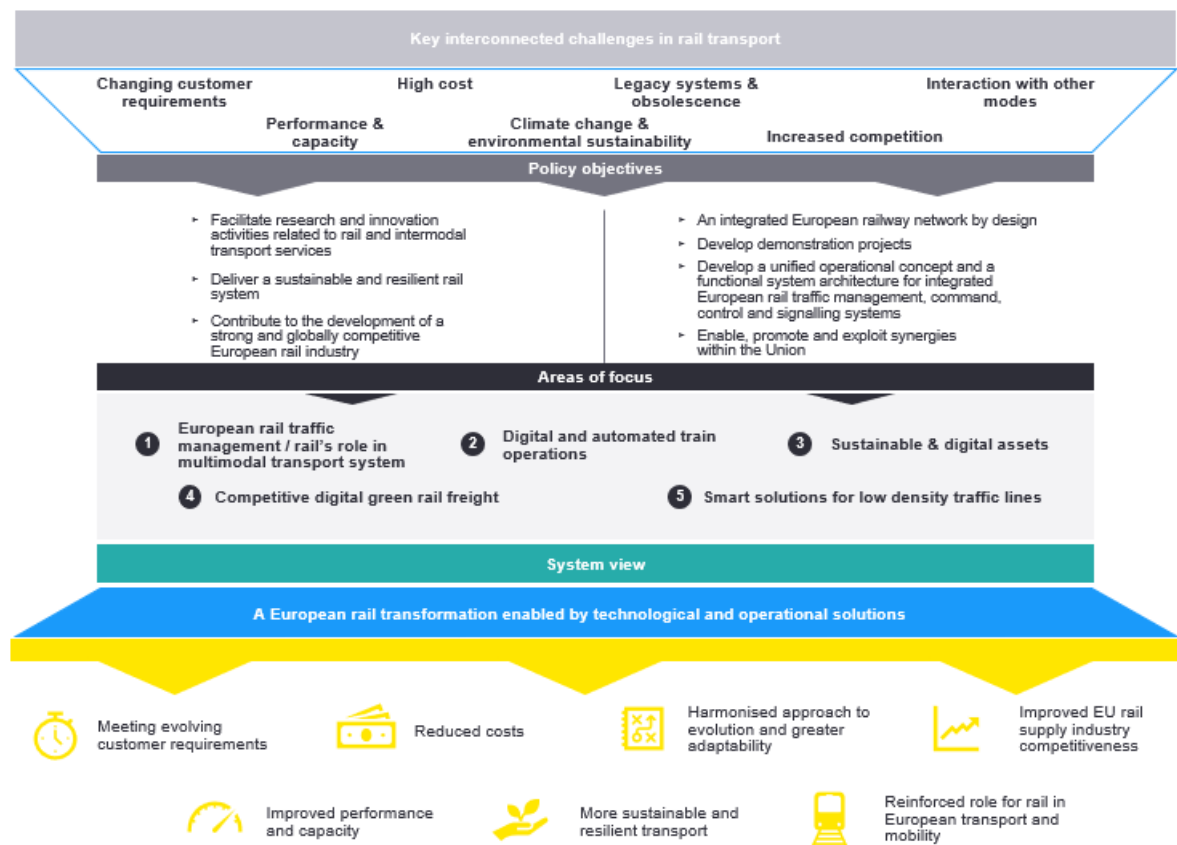 Key interconnected challenges in rail transport
Changing customer
requirements
High cost
Legacy systems &
obsolescence
Interaction with other
modes
Performance &
capacity
Climate change &
environmental sustainability
Increased competition
Policy objectives
► Facilitate research and innovation
activities related to rail and intermodal
transport services
► Deliver a sustainable and resilient rail
system
► Contribute to the development of a
strong and globally competitive
European rail industry
► An integrated European railway network by design
► Develop demonstration projects
► Develop a unified operational concept and a
functional system architecture for integrated
European rail traffic management, command,
control and signalling systems
► Enable, promote and exploit synergies
within the Union
Areas of focus
1 European rail traffic
management / rail's role in
multimodal transport system
2 Digital and automated train
operations
3 Sustainable & digital assets
4 Competitive digital green rail freight
5 Smart solutions for low density traffic lines
System view
A European rail transformation enabled by technological and operational solutions
Meeting evolving
customer requirements
Reduced costs
Harmonised approach to
evolution and greater
adaptability
Improved EU rail
supply industry
competitiveness
Improved performance
and capacity
More sustainable and
resilient transport
Reinforced role for rail in
European transport and
mobility